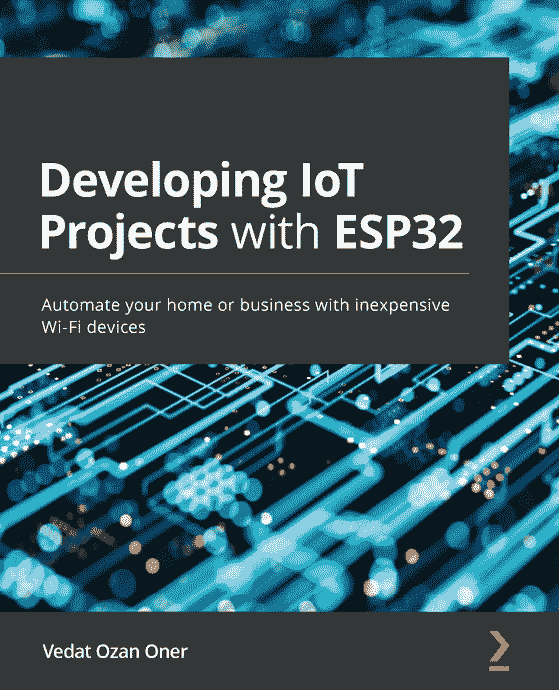 Developing IoT
Projects with ESP32
Automate your home or business with inexpensive
Wi-Fi devices
Vedat Ozan Oner